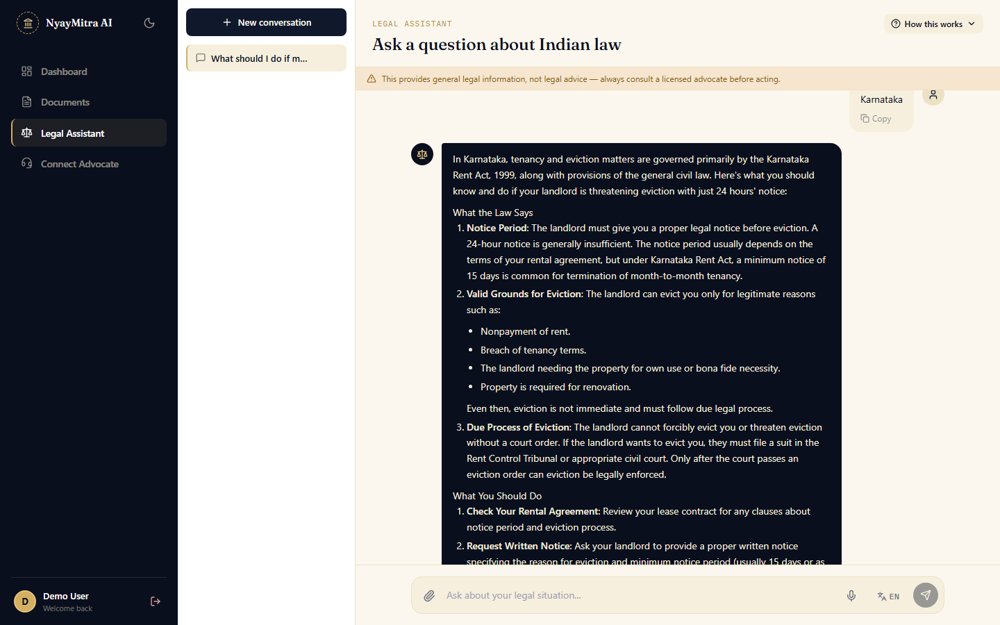 NyayMitra AI
Dashboard
Documents
Legal Assistant
Connect Advocate
Demo User
Welcome back
D
New conversation
What should I do if m...
LEGAL ASSISTANT
Ask a question about Indian law
How this works
This provides general legal information, not legal advice — always consult a licensed advocate before acting.
Karnataka
Copy
In Karnataka, tenancy and eviction matters are governed primarily by the Karnataka
Rent Act, 1999, along with provisions of the general civil law. Here's what you should
know and do if your landlord is threatening eviction with just 24 hours' notice:
What the Law Says
1. Notice Period: The landlord must give you a proper legal notice before eviction. A
24-hour notice is generally insufficient. The notice period usually depends on the
terms of your rental agreement, but under Karnataka Rent Act, a minimum notice of
15 days is common for termination of month-to-month tenancy.
2. Valid Grounds for Eviction: The landlord can evict you only for legitimate reasons
such as:
• Nonpayment of rent.
• Breach of tenancy terms.
• The landlord needing the property for own use or bona fide necessity.
• Property is required for renovation.
Even then, eviction is not immediate and must follow due legal process.
3. Due Process of Eviction: The landlord cannot forcibly evict you or threaten eviction
without a court order. If the landlord wants to evict you, they must file a suit in the
Rent Control Tribunal or appropriate civil court. Only after the court passes an
eviction order can eviction be legally enforced.
What You Should Do
1. Check Your Rental Agreement: Review your lease contract for any clauses about
notice period and eviction process.
2. Request Written Notice: Ask your landlord to provide a proper written notice
specifying the reason for eviction and minimum notice period (usually 15 days or as
Ask about your legal situation...
EN